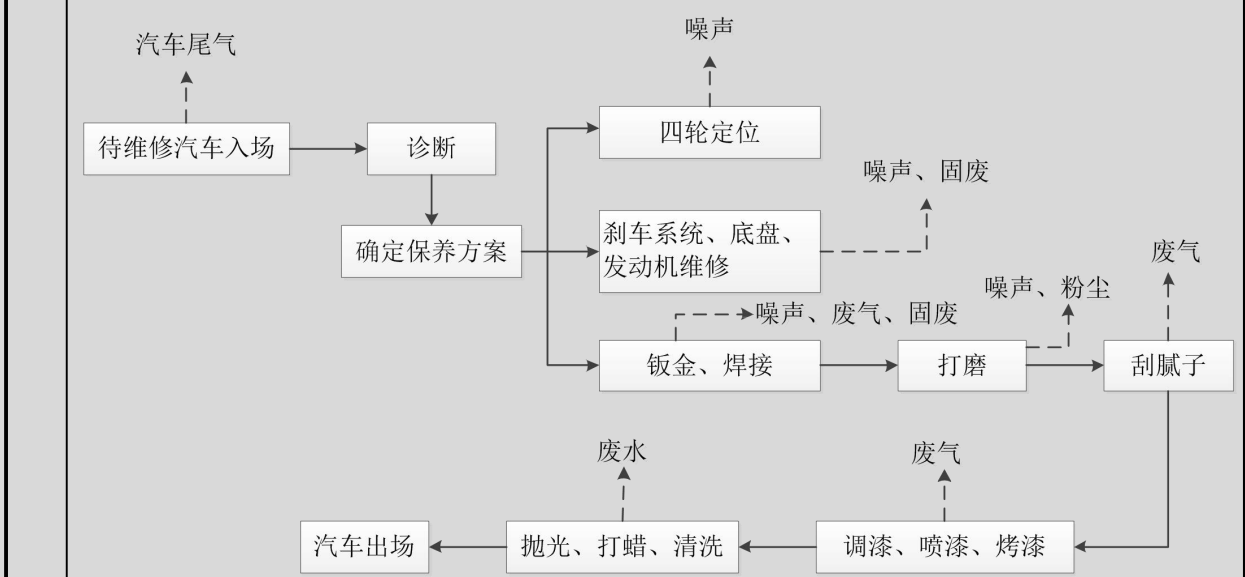 噪声
汽车尾气
四轮定位
待维修汽车入场
诊断
噪声、固废
刹车系统、底盘、
发动机维修
确定保养方案
废气
噪声、粉尘
噪声、废气、固废
钣金、焊接
打磨
刮腻子
废水
废气
汽车出场
抛光、打蜡、清洗
调漆、喷漆、烤漆